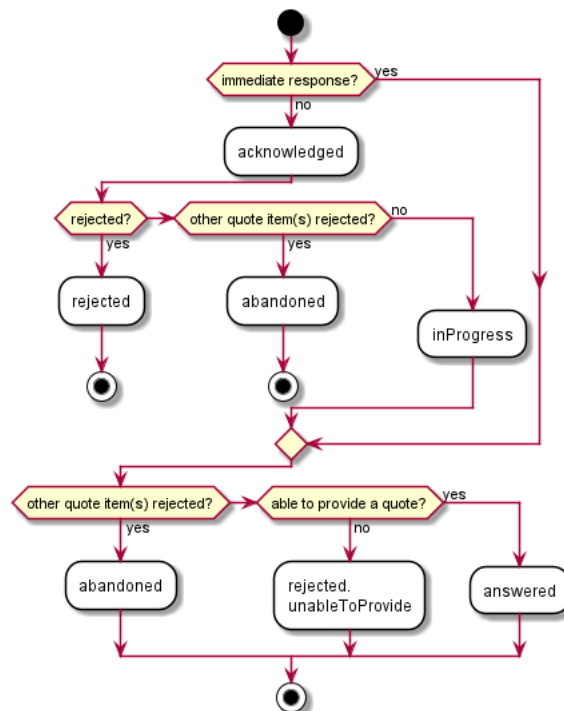 immediate response?
yes
no
acknowledged
rejected?
other quote item(s) rejected?
no
yes
yes
rejected
abandoned
inProgress
other quote item(s) rejected?
able to provide a quote?
yes
yes
no
abandoned
rejected.
unableToProvide
answered